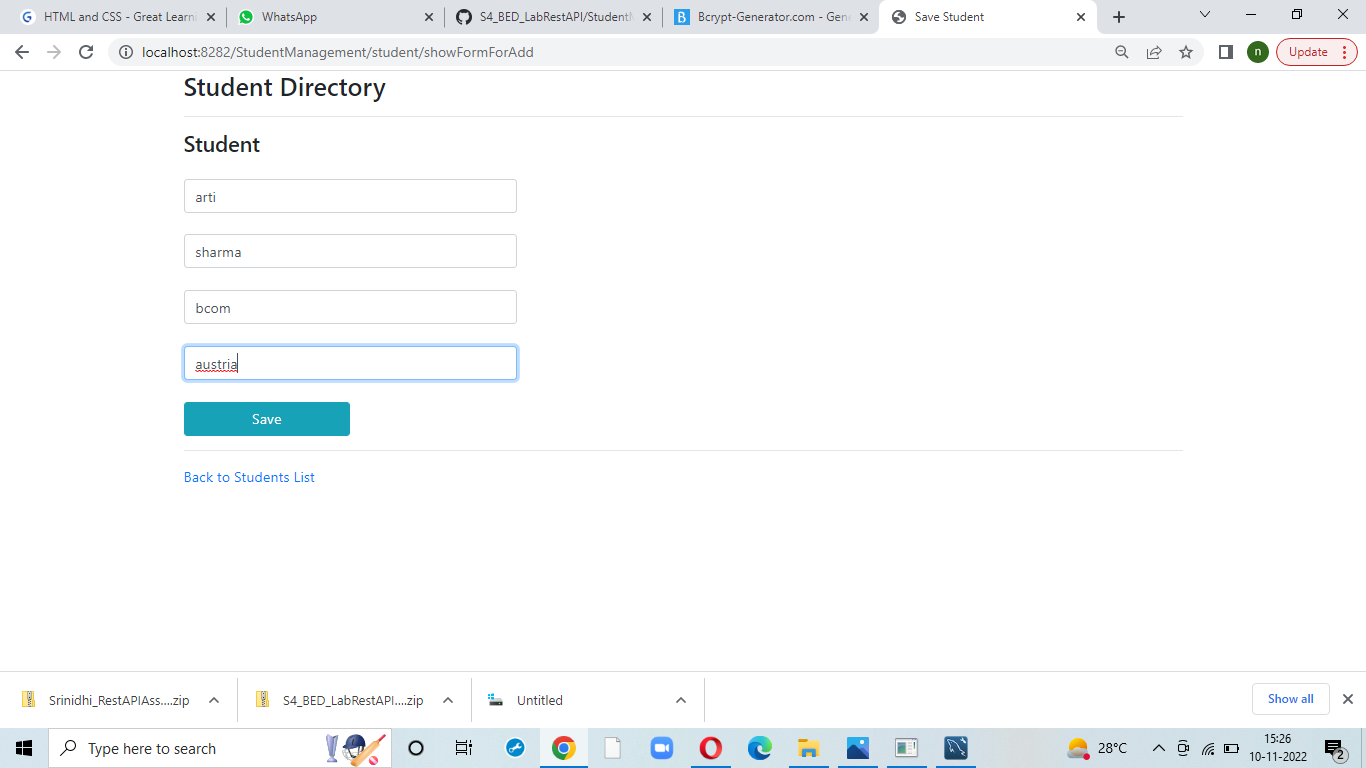 HTML and CSS - Great Learni
WhatsApp
S4_BED_LabRestAPI/StudentM
Bcrypt-Generator.com - Gen
Save Student
localhost:8282/StudentManagement/student/showFormForAdd
n
Update
Student Directory
Student
arti
sharma
bcom
austria
Save
Back to Students List
Srinidhi_RestAPIAss....zip
S4_BED_LabRestAPI....zip
Untitled
Show all
Type here to search
28°C
15:26
10-11-2022
2